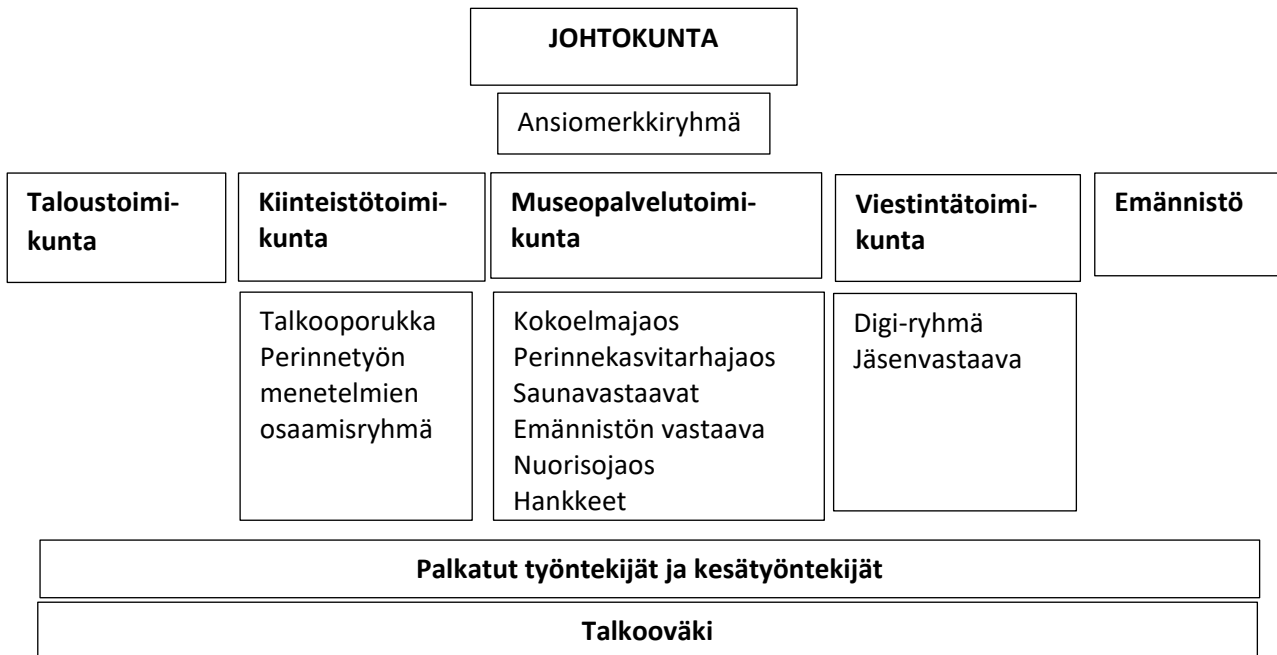 JOHTOKUNTA
Ansiomerkkiryhmä
Taloustoimi-
kunta
Kiinteistötoimi-
kunta
Museopalvelutoimi-
kunta
Viestintätoimi-
kunta
Emännistö
Talkooporukka
Perinnetyön
menetelmien
osaamisryhmä
Kokoelmajaos
Perinnekasvitarhajaos
Saunavastaavat
Emännistön vastaava
Nuorisojaos
Hankkeet
Digi-ryhmä
Jäsenvastaava
Palkatut työntekijät ja kesätyöntekijät
Talkooväki